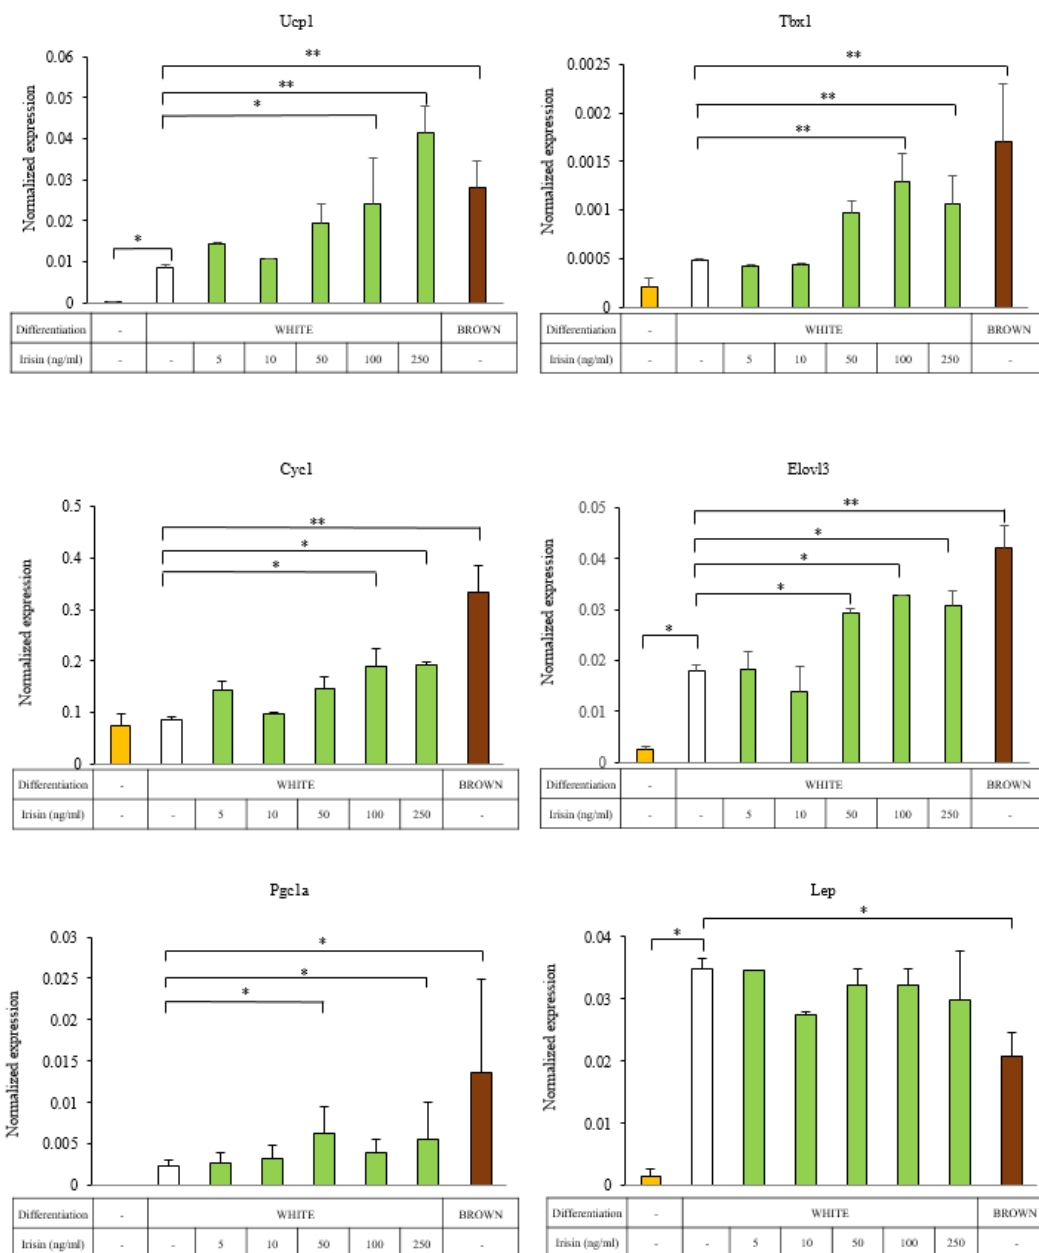 Ucp1
Normalized expression
0.06
0.05
0.04
0.03
0.02
0.01
0
*
**
**
*
Differentiation - WHITE BROWN
Irisin (ng/ml) - - 5 10 50 100 250 -
Tbx1
Normalized expression
0.0025
0.002
0.0015
0.001
0.0005
0
**
**
**
Differentiation - WHITE BROWN
Irisin (ng/ml) - - 5 10 50 100 250 -
Cyc1
Normalized expression
0.5
0.4
0.3
0.2
0.1
0
**
*
*
Differentiation - WHITE BROWN
Irisin (ng/ml) - - 5 10 50 100 250 -
Elovl3
Normalized expression
0.05
0.04
0.03
0.02
0.01
0
**
*
*
*
*
Differentiation - WHITE BROWN
Irisin (ng/ml) - - 5 10 50 100 250 -
Pgc1a
Normalized expression
0.03
0.025
0.02
0.015
0.01
0.005
0
*
*
*
Differentiation - WHITE BROWN
Irisin (ng/ml) - - 5 10 50 100 250 -
Lep
Normalized expression
0.04
0.03
0.02
0.01
0
*
*
Differentiation - WHITE BROWN
Irisin (ng/ml) - - 5 10 50 100 250 -